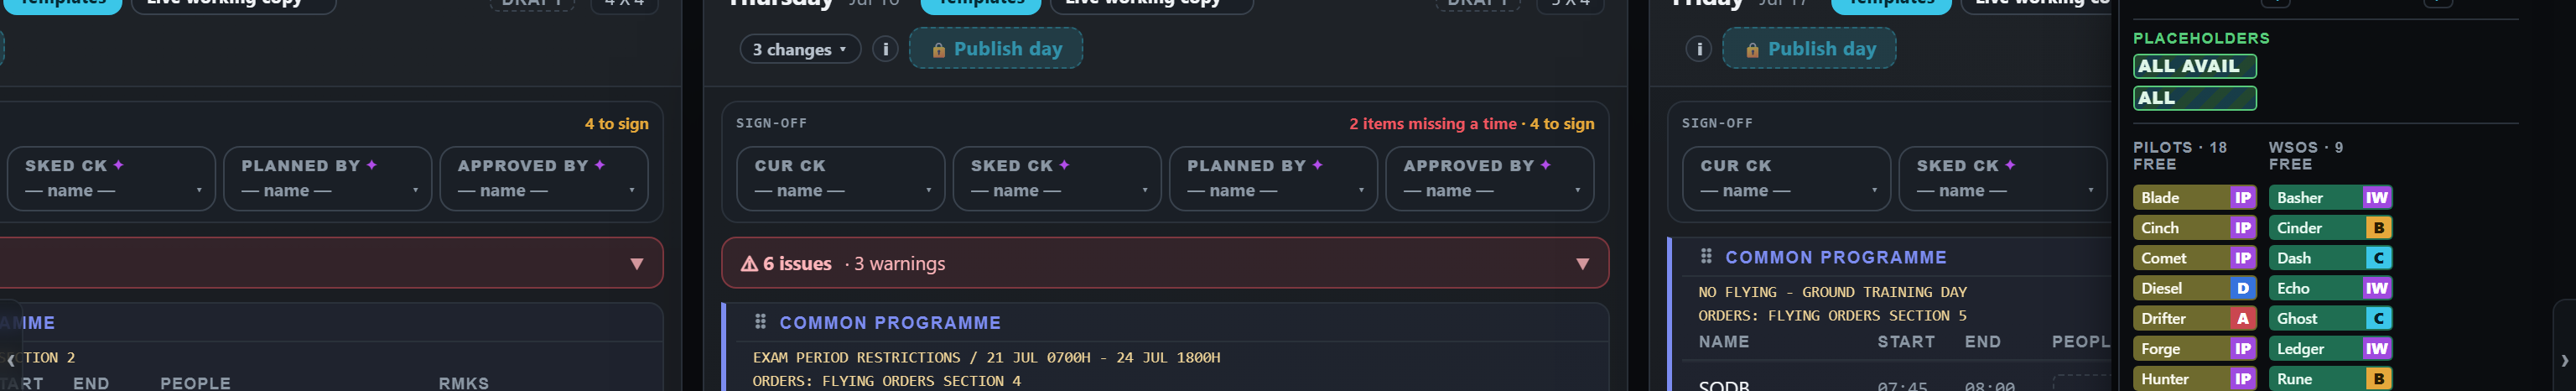 Templates
Live working copy
DRAFT
4 X 4
4 to sign
SKED CK ✦
— name —
PLANNED BY ✦
— name —
APPROVED BY ✦
— name —
SECTION 2
END
PEOPLE
RMKS
Thursday
Jul 16
Templates
Live working copy
DRAFT
3 changes
i
Publish day
SIGN-OFF
2 items missing a time · 4 to sign
CUR CK
— name —
SKED CK ✦
— name —
PLANNED BY ✦
— name —
APPROVED BY ✦
— name —
6 issues · 3 warnings
COMMON PROGRAMME
EXAM PERIOD RESTRICTIONS / 21 JUL 0700H - 24 JUL 1800H
ORDERS: FLYING ORDERS SECTION 4
Friday
Jul 17
Templates
Live working co
i
Publish day
SIGN-OFF
CUR CK
— name —
SKED CK ✦
— name —
COMMON PROGRAMME
NO FLYING - GROUND TRAINING DAY
ORDERS: FLYING ORDERS SECTION 5
NAME START END PEOPL
SODB 07:45 08:00
PLACEHOLDERS
ALL AVAIL
ALL
PILOTS · 18
FREE
WSOS · 9
FREE
Blade IP
Basher IW
Cinch IP
Cinder B
Comet IP
Dash C
Diesel D
Echo IW
Drifter A
Ghost C
Forge IP
Ledger IW
Hunter IP
Rune B